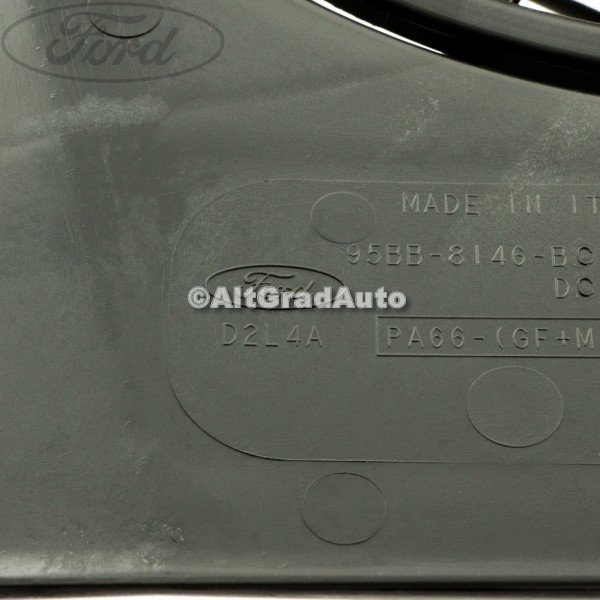 Ford
MADE IN IT
95BB-8146-BC
DC
Ford
©AltGradAuto
D2L4A
PA66-(GF+M